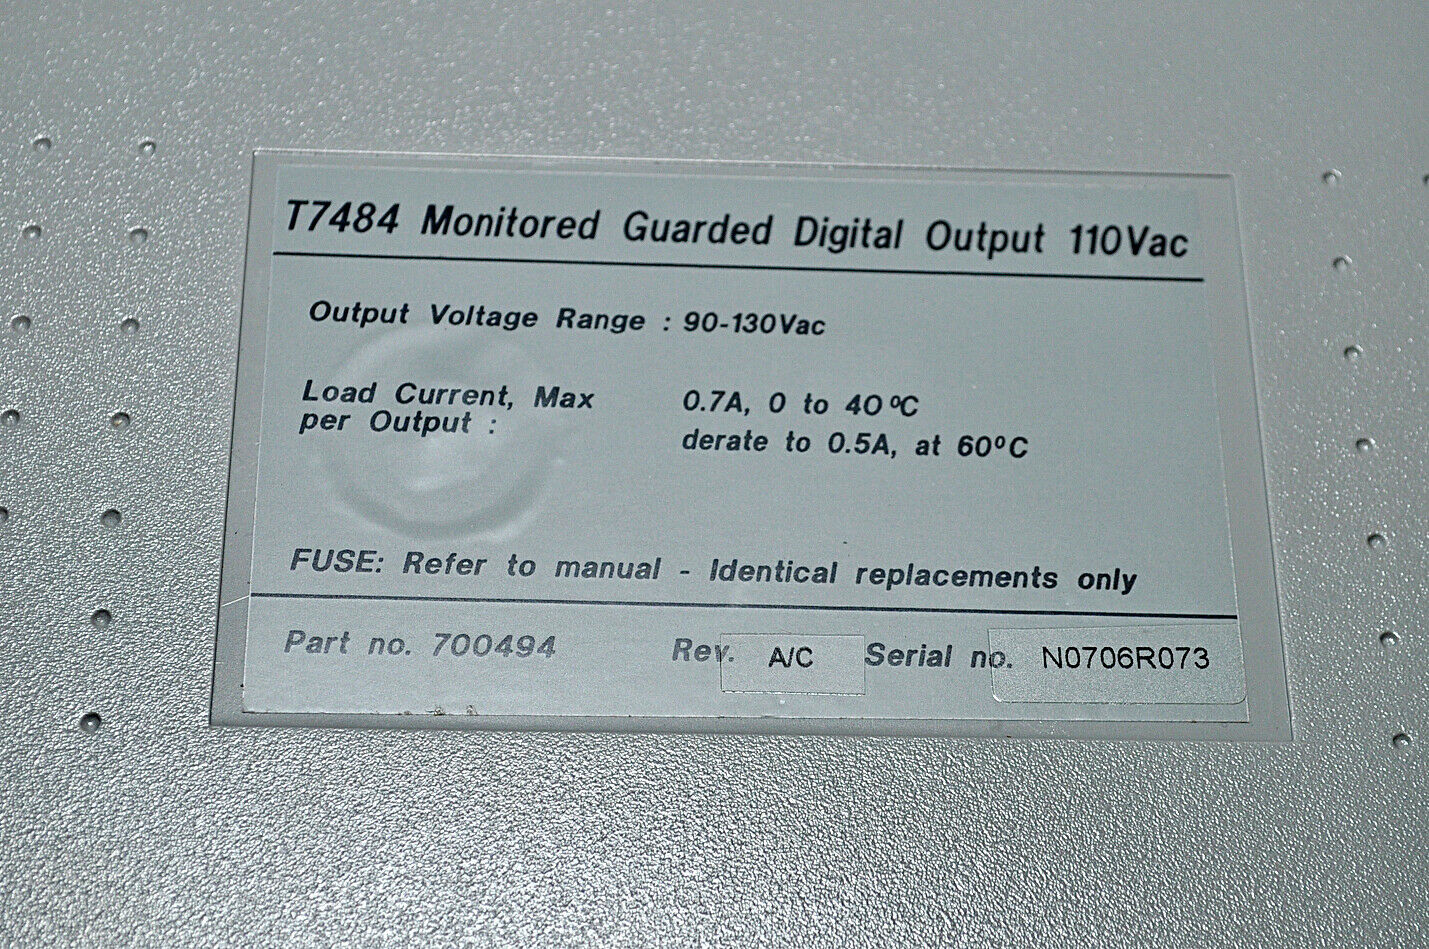 T7484 Monitored Guarded Digital Output 110Vac
Output Voltage Range : 90-130Vac
Load Current, Max 0.7A, 0 to 40ºC
per Output : derate to 0.5A, at 60ºC
FUSE: Refer to manual - Identical replacements only
Part no. 700494 Rev. A/C Serial no. N0706R073